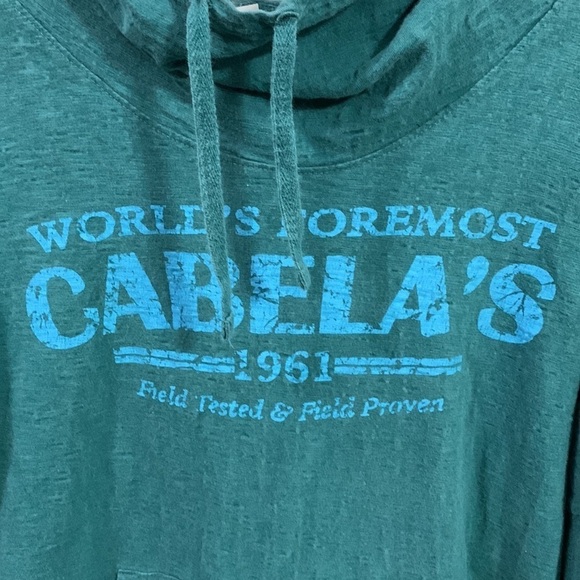 WORLD'S FOREMOST
CABELA'S
1961
Field Tested & Field Proven